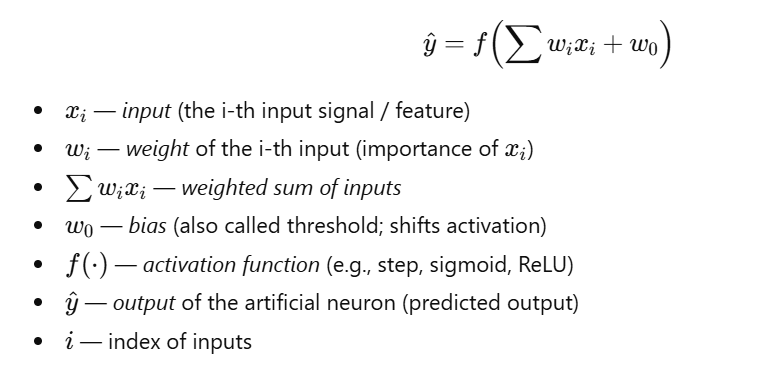 ŷ = f(∑ wᵢxᵢ + w₀)
• xᵢ — input (the i-th input signal / feature)
• wᵢ — weight of the i-th input (importance of xᵢ)
• ∑ wᵢxᵢ — weighted sum of inputs
• w₀ — bias (also called threshold; shifts activation)
• f(·) — activation function (e.g., step, sigmoid, ReLU)
• ŷ — output of the artificial neuron (predicted output)
• i — index of inputs